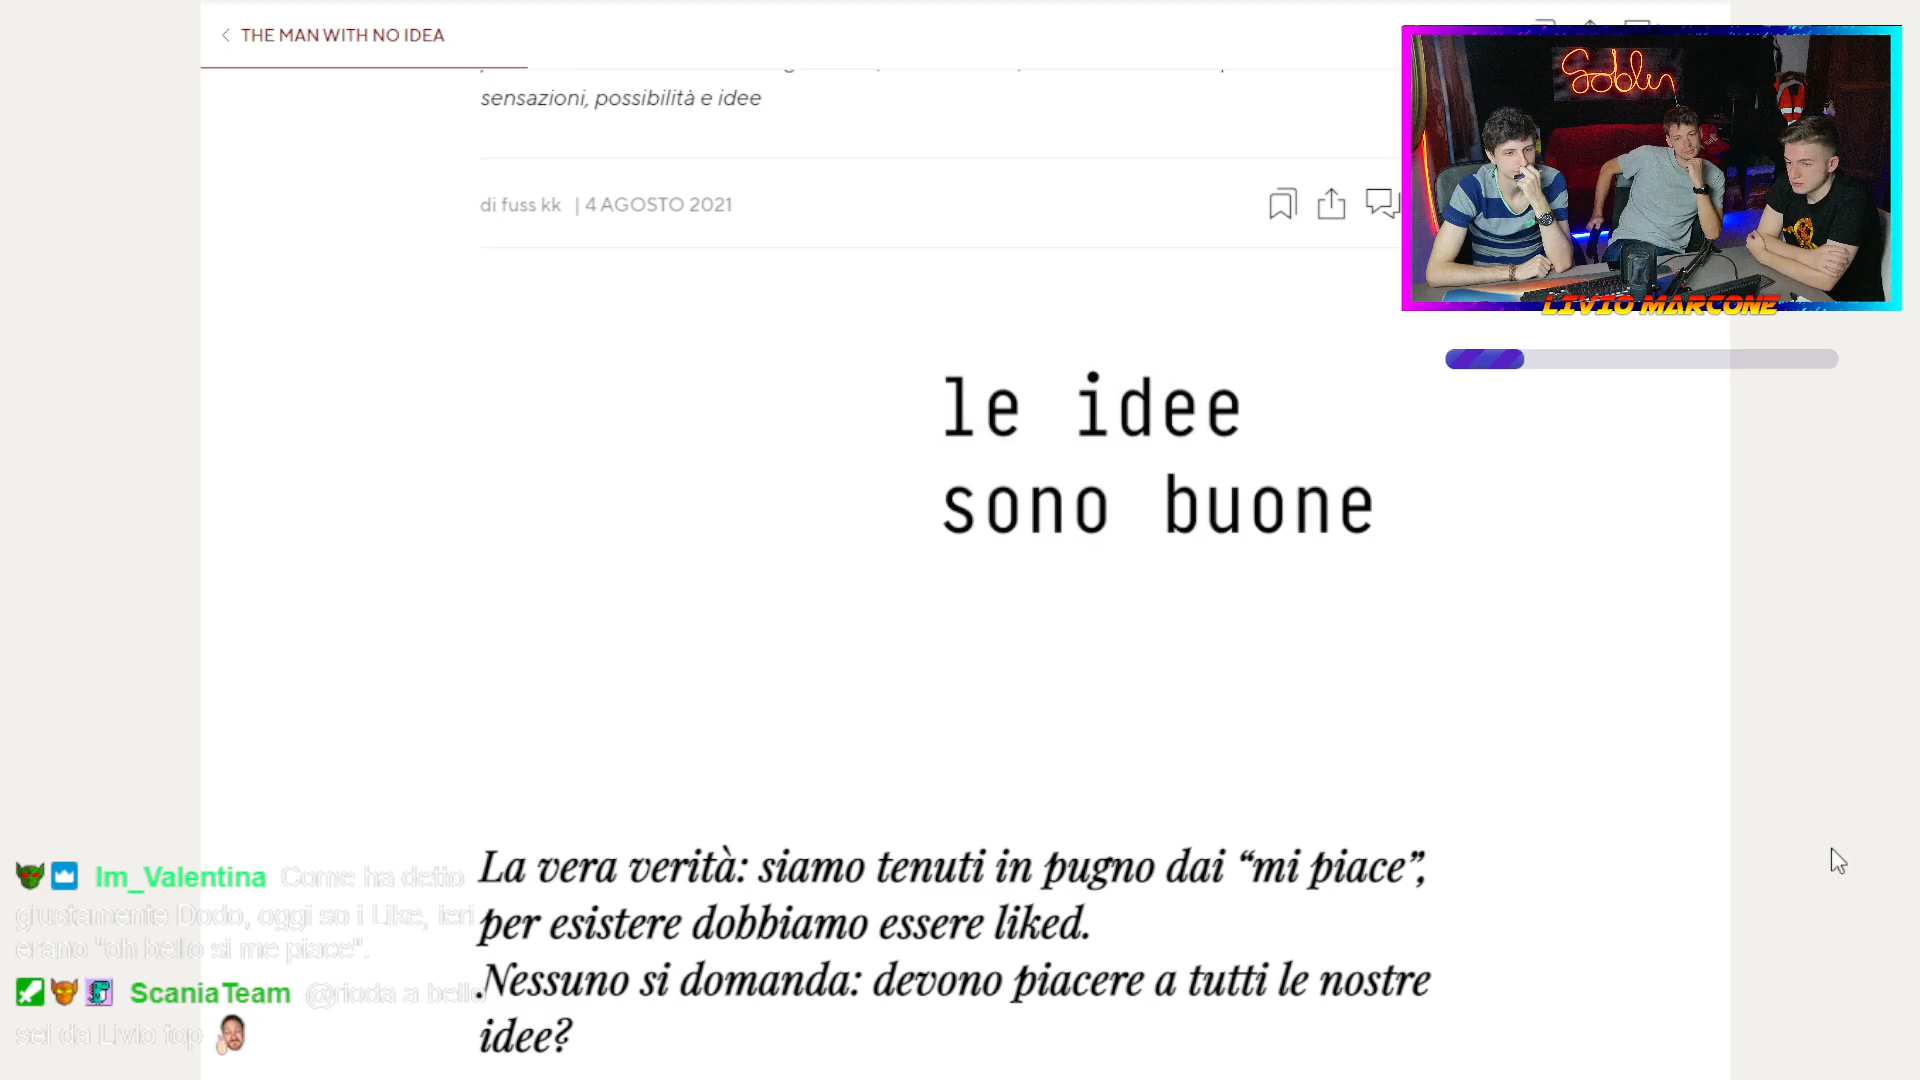 THE MAN WITH NO IDEA
sensazioni, possibilità e idee
di fuss kk | 4 AGOSTO 2021
Goblin
LIVIO MARCONE
le idee
sono buone
La vera verità: siamo tenuti in pugno dai “mi piace”,
per esistere dobbiamo essere liked.
Nessuno si domanda: devono piacere a tutti le nostre
idee?
Im_Valentina Come ha detto
giustamente Dodo, oggi so i Like, ieri
erano "oh bello si me piace".
ScaniaTeam @rioda a bello
sei da Livio top